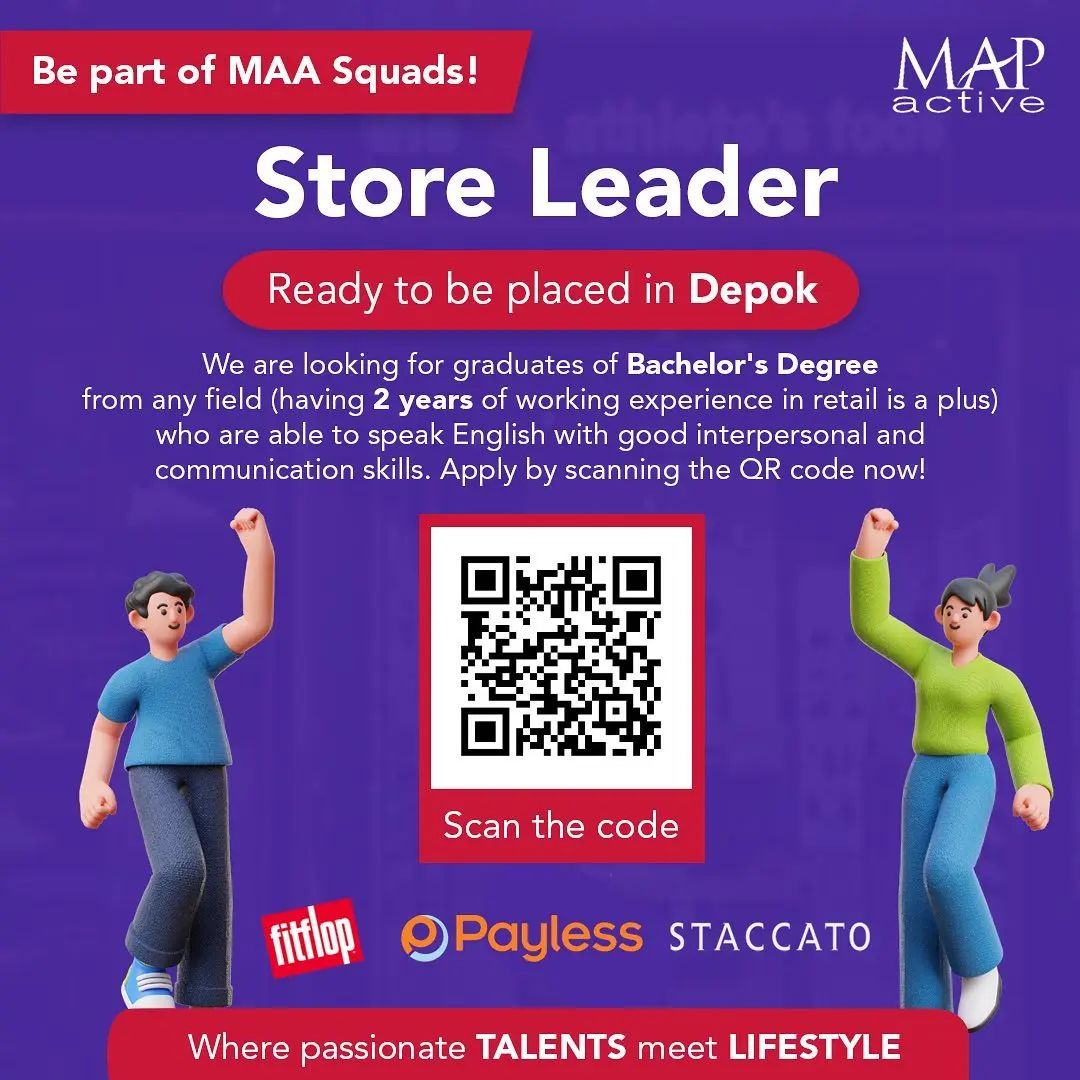 Be part of MAA Squads!
MAP
active
Store Leader
Ready to be placed in Depok
We are looking for graduates of Bachelor's Degree
from any field (having 2 years of working experience in retail is a plus)
who are able to speak English with good interpersonal and
communication skills. Apply by scanning the QR code now!
Scan the code
fitflop
Payless
STACCATO
Where passionate TALENTS meet LIFESTYLE